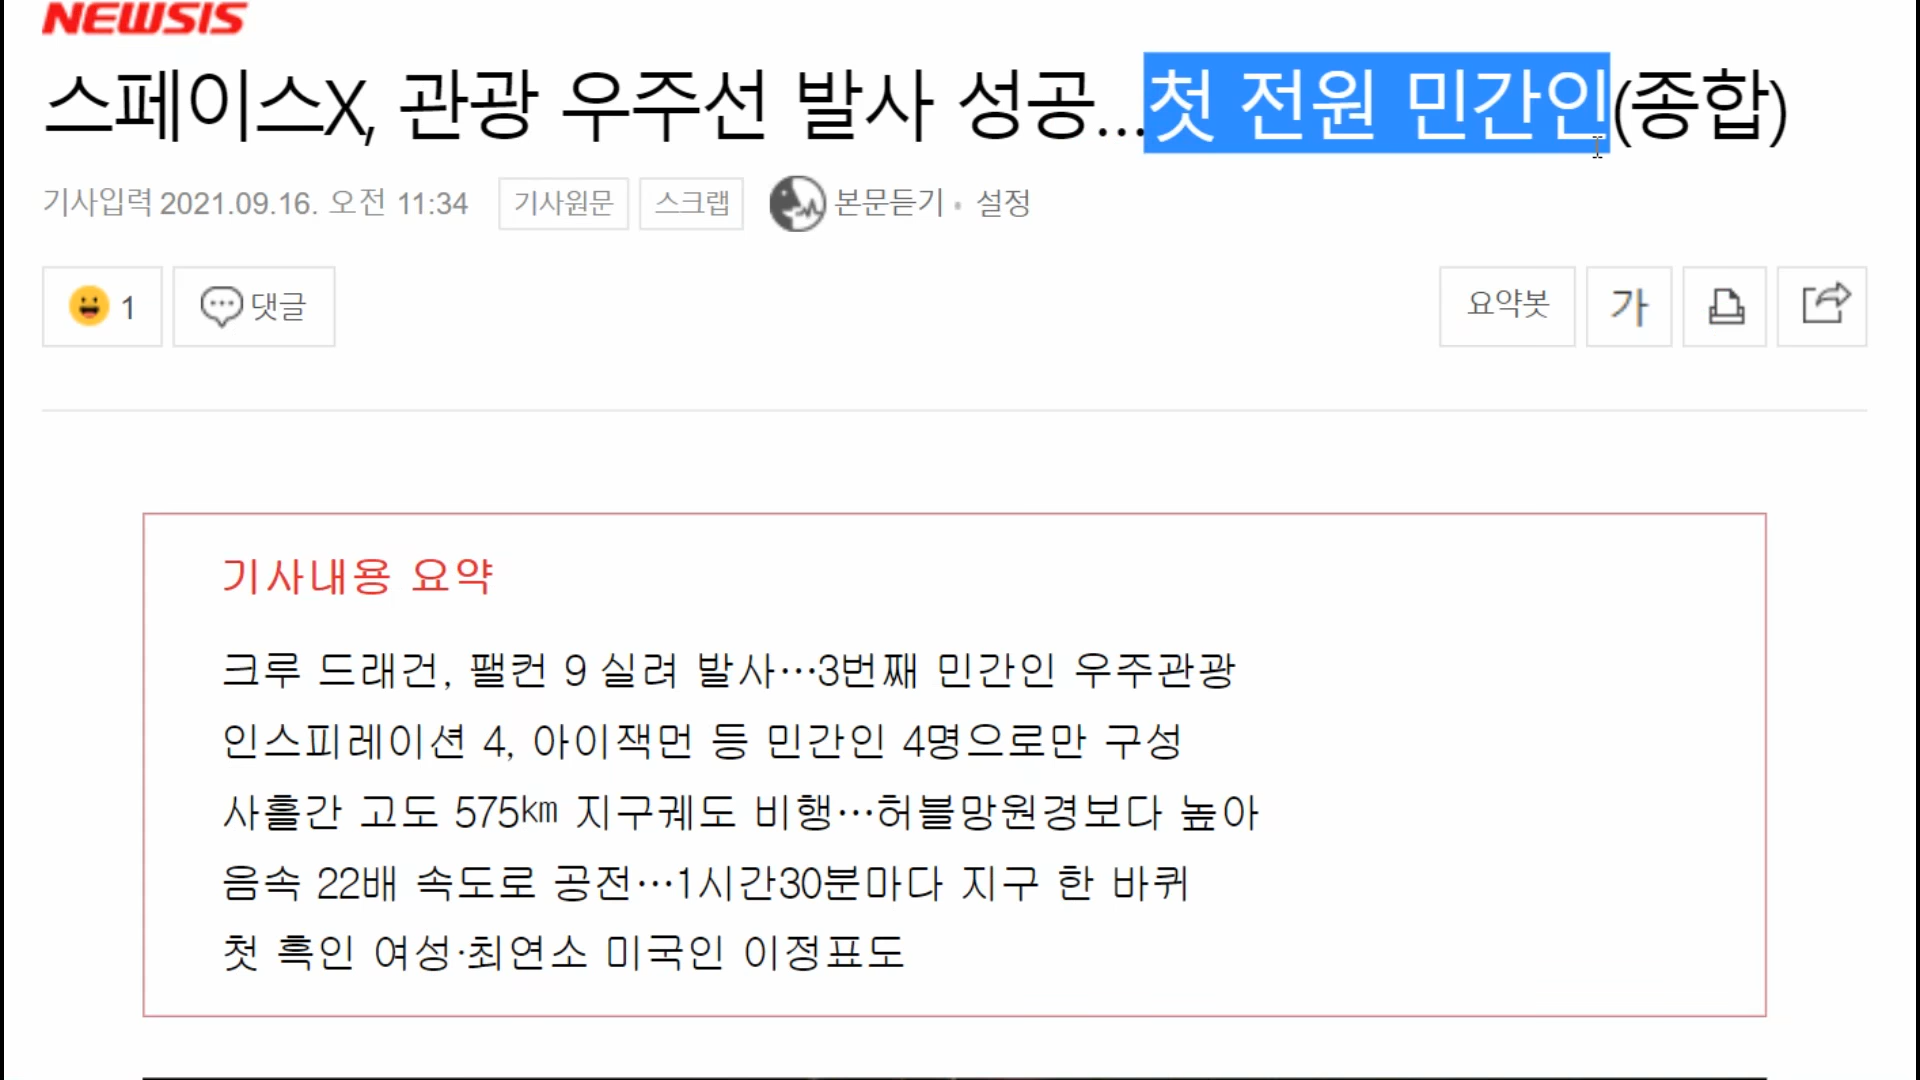 NEWSIS
스페이스X, 관광 우주선 발사 성공...첫 전원 민간인(종합)
기사입력 2021.09.16. 오전 11:34 기사원문 스크랩 본문듣기 · 설정
1 댓글 요약봇 가
기사내용 요약
크루 드래건, 팰컨 9 실려 발사…3번째 민간인 우주관광
인스피레이션 4, 아이잭먼 등 민간인 4명으로만 구성
사흘간 고도 575㎞ 지구궤도 비행…허블망원경보다 높아
음속 22배 속도로 공전…1시간30분마다 지구 한 바퀴
첫 흑인 여성·최연소 미국인 이정표도